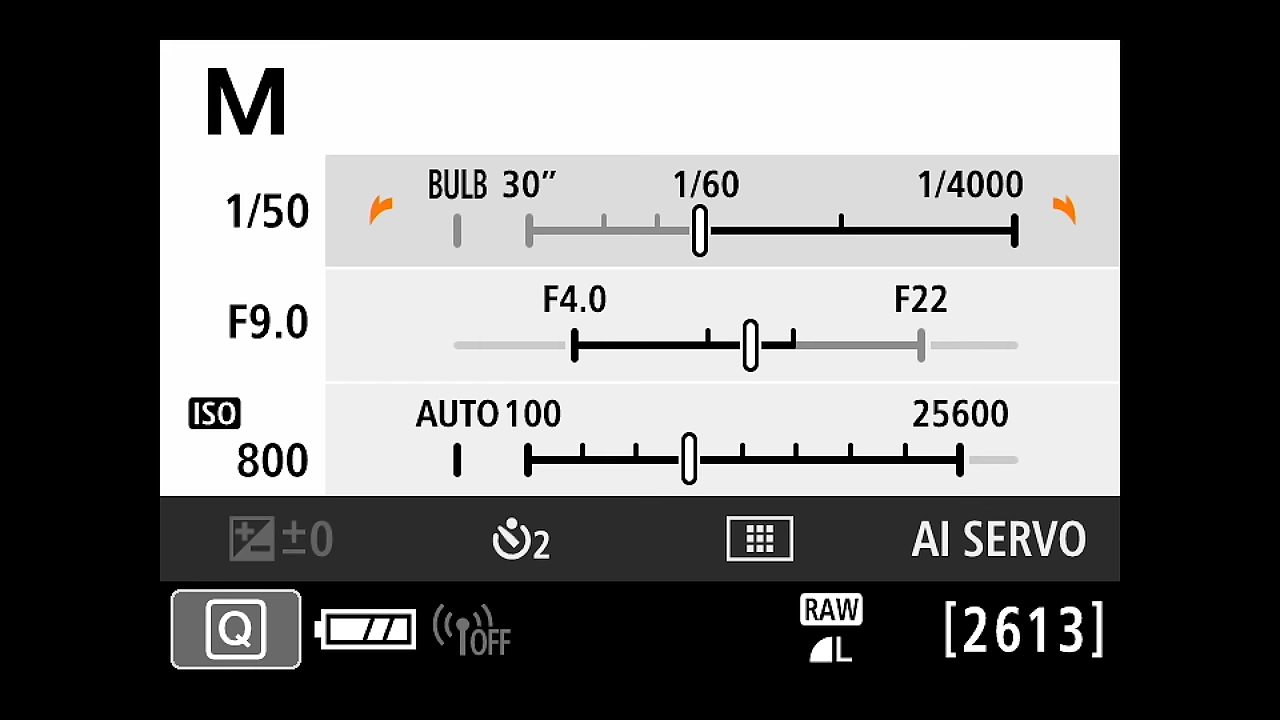 M
1/50
BULB 30” 1/60 1/4000
F9.0
F4.0 F22
ISO
800
AUTO 100 25600
±0 2 AI SERVO
Q OFF RAW L [2613]